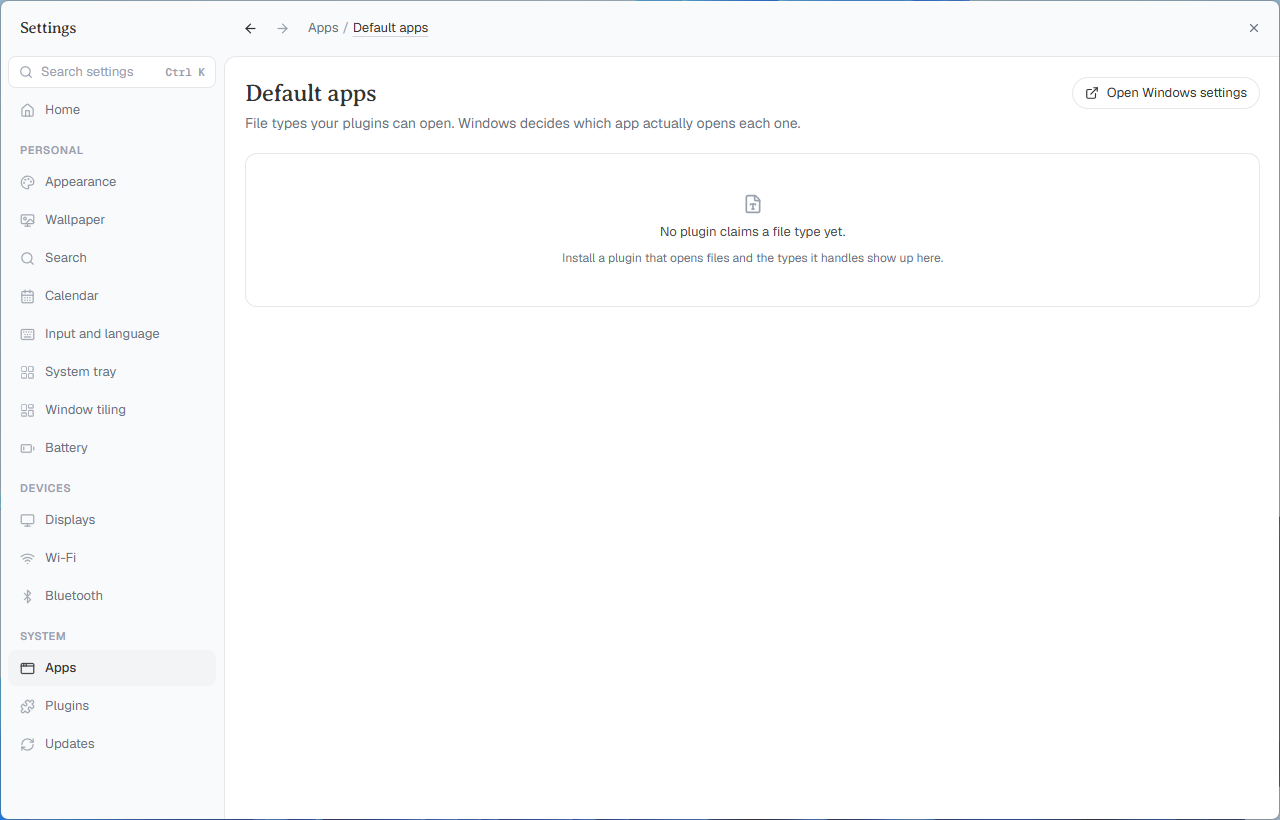 Settings
Apps / Default apps
Search settings Ctrl K
Home
PERSONAL
Appearance
Wallpaper
Search
Calendar
Input and language
System tray
Window tiling
Battery
DEVICES
Displays
Wi-Fi
Bluetooth
SYSTEM
Apps
Plugins
Updates
Default apps
Open Windows settings
File types your plugins can open. Windows decides which app actually opens each one.
No plugin claims a file type yet.
Install a plugin that opens files and the types it handles show up here.